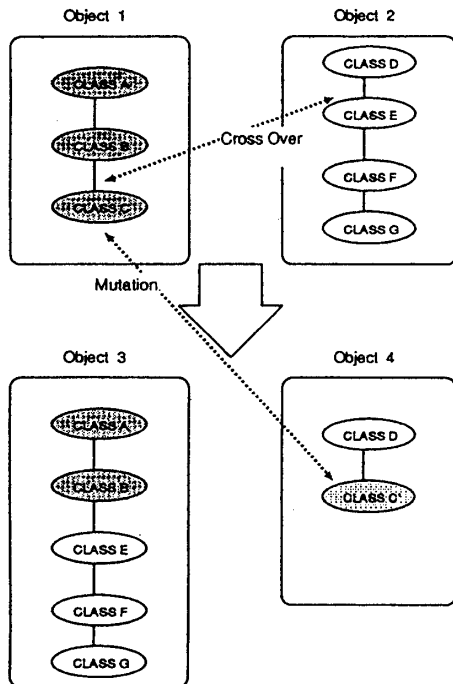 Object 1
Object 2
CLASS A
CLASS B
CLASS C
CLASS D
CLASS E
CLASS F
CLASS G
Cross Over
Mutation
Object 3
Object 4
CLASS A
CLASS B
CLASS E
CLASS F
CLASS G
CLASS D
CLASS C'